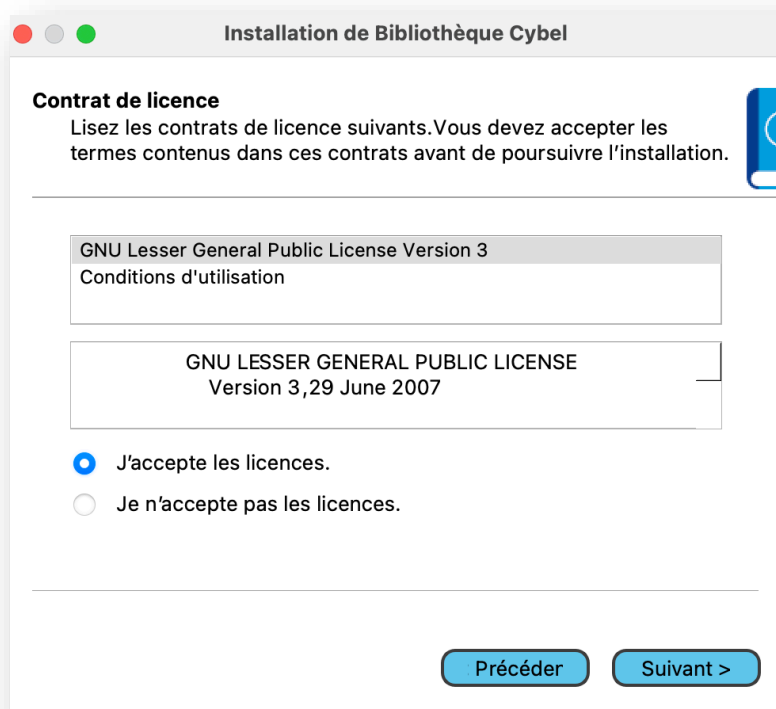 Installation de Bibliothèque Cybel
Contrat de licence
Lisez les contrats de licence suivants.Vous devez accepter les
termes contenus dans ces contrats avant de poursuivre l’installation.
GNU Lesser General Public License Version 3
Conditions d'utilisation
GNU LESSER GENERAL PUBLIC LICENSE
Version 3,29 June 2007
J’accepte les licences.
Je n’accepte pas les licences.
Précéder
Suivant >